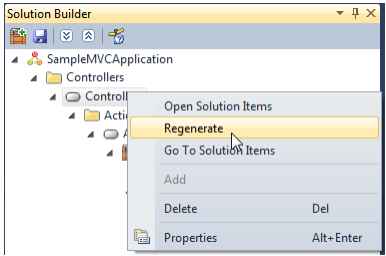 Solution Builder
SampleMVCApplication
Controllers
Controll
Open Solution Items
Actio
Regenerate
A
Go To Solution Items
Add
Delete Del
Properties Alt+Enter